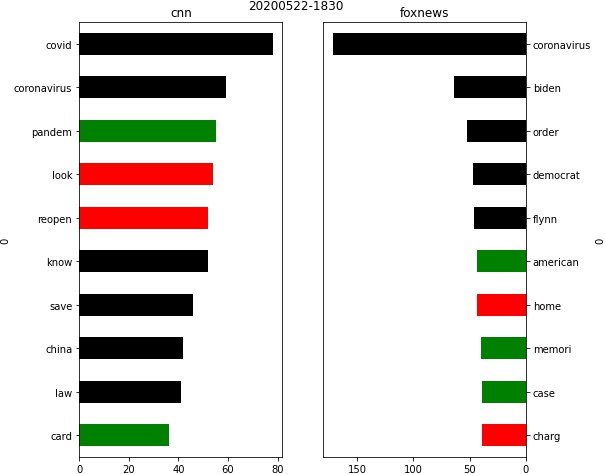 20200522-1830
cnn
foxnews
covid
coronavirus
pandem
look
reopen
know
save
china
law
card
0
0 20 40 60 80
coronavirus
biden
order
democrat
flynn
american
home
memori
case
charg
0
150 100 50 0